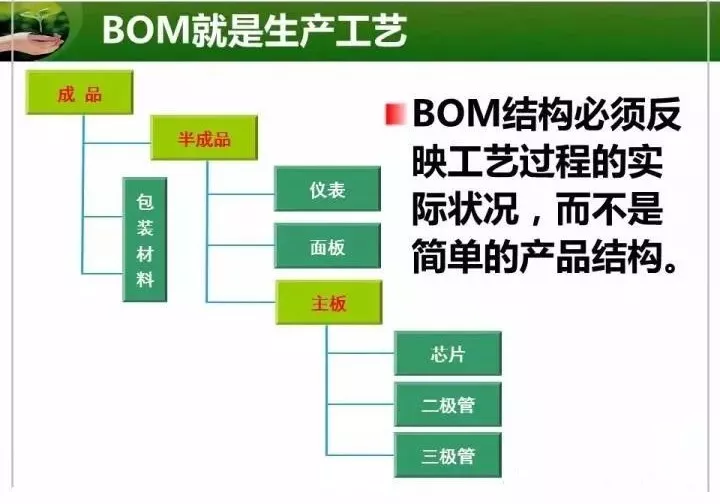 BOM就是生产工艺
成 品
半成品
包
装
材
料
仪表
面板
主板
芯片
二极管
三极管
BOM结构必须反
映工艺过程的实
际状况，而不是
简单的产品结构。